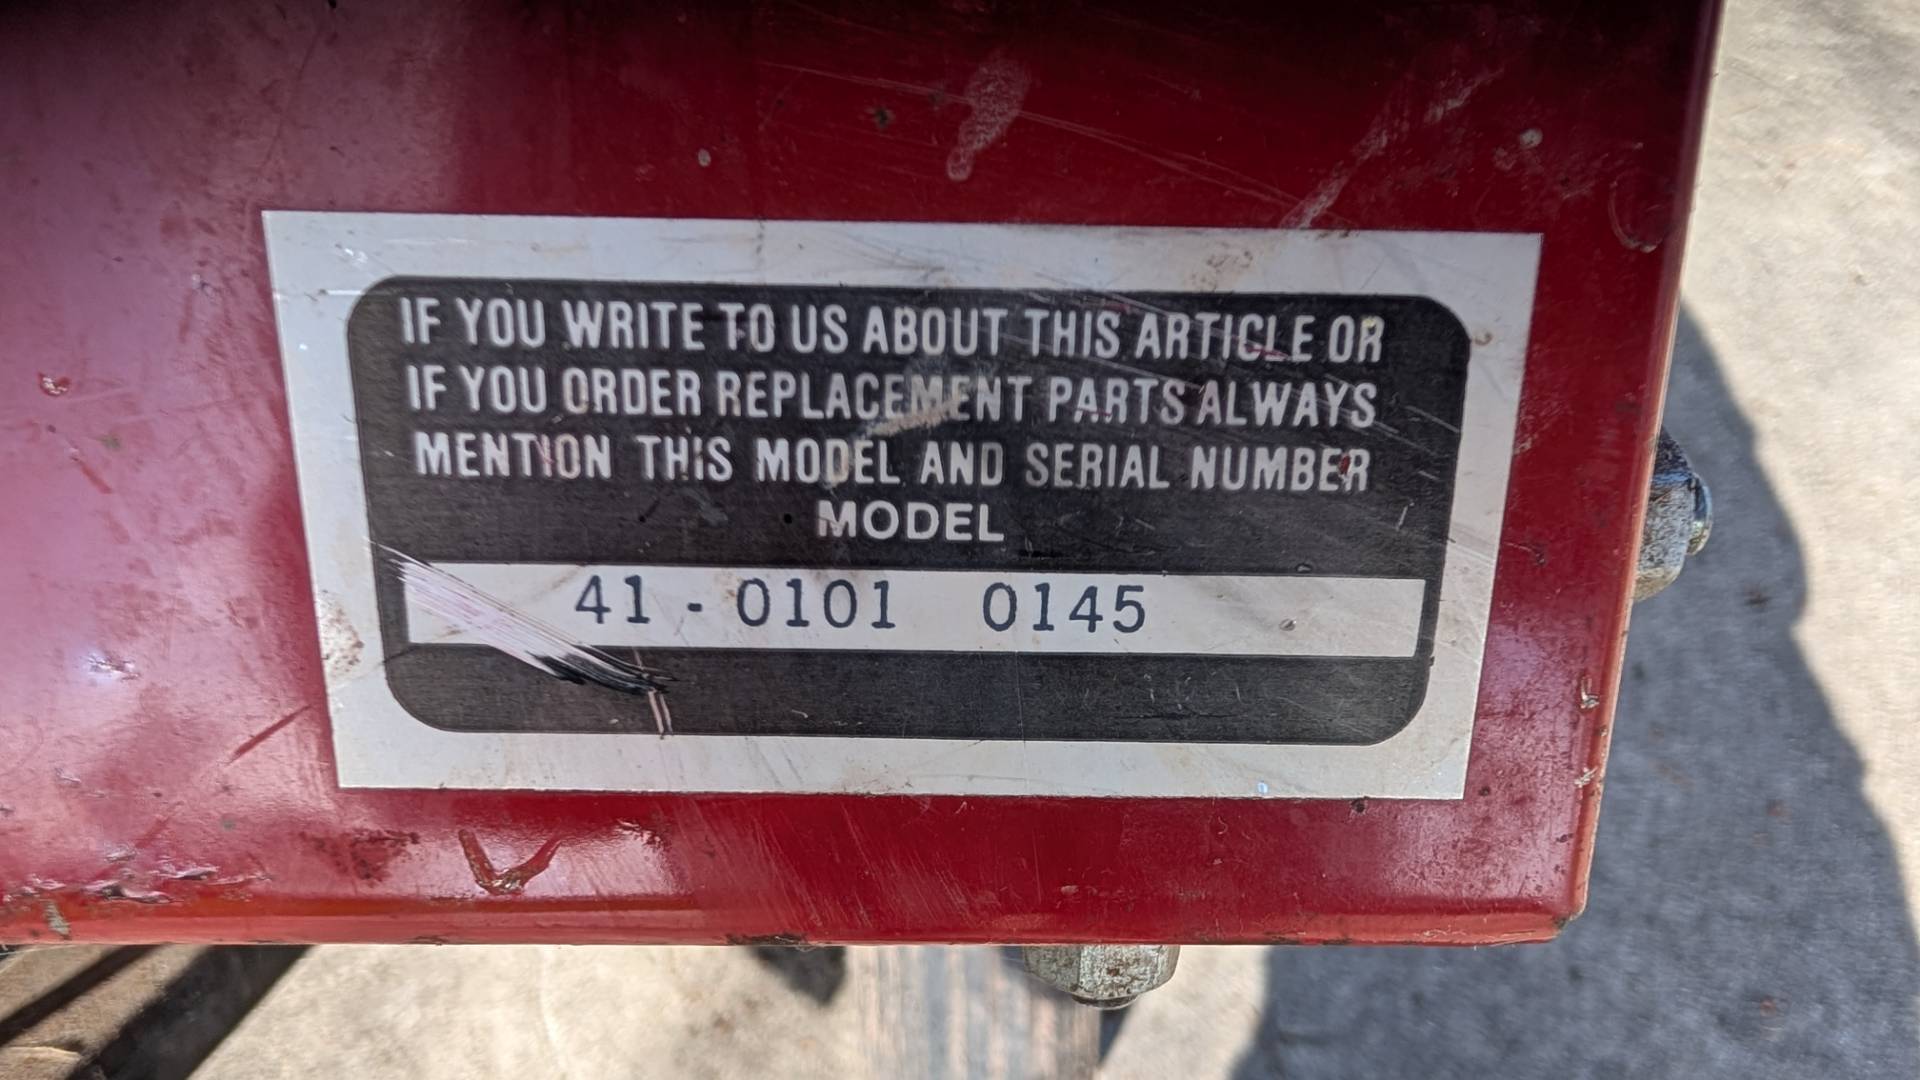 IF YOU WRITE TO US ABOUT THIS ARTICLE OR
IF YOU ORDER REPLACEMENT PARTS ALWAYS
MENTION THIS MODEL AND SERIAL NUMBER
MODEL
41 - 0101 0145